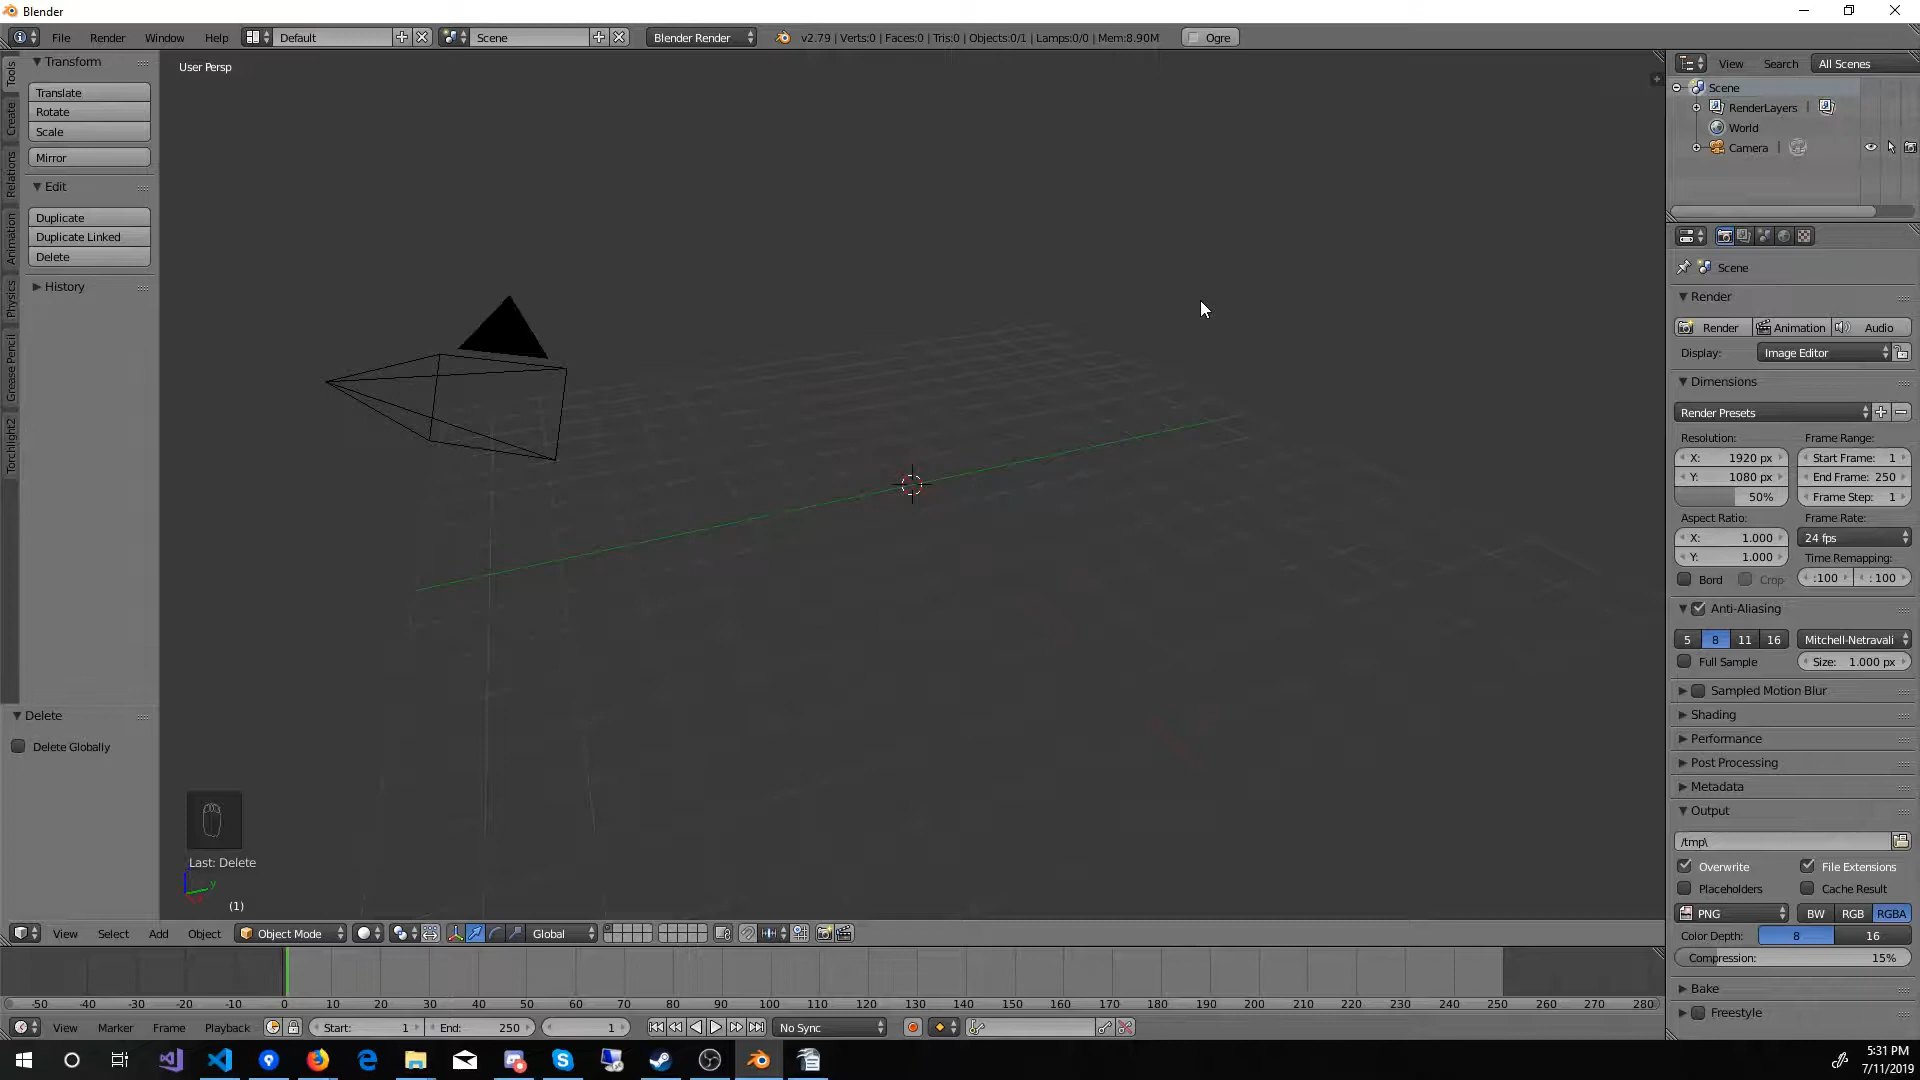 Blender
File Render Window Help Default Scene Blender Render v2.79 | Verts:0 | Faces:0 | Tris:0 | Objects:0/1 | Lamps:0/0 | Mem:8.90M Ogre
Tools
Create
Relations
Animation
Physics
Grease Pencil
Torchlight2
Transform
Translate
Rotate
Scale
Mirror
Edit
Duplicate
Duplicate Linked
Delete
History
Delete
Delete Globally
User Persp
Last: Delete
y
(1)
View Search All Scenes
Scene
RenderLayers |
World
Camera |
Scene
Render
Render Animation Audio
Display: Image Editor
Dimensions
Render Presets
Resolution: Frame Range:
X: 1920 px Start Frame: 1
Y: 1080 px End Frame: 250
50% Frame Step: 1
Aspect Ratio: Frame Rate:
X: 1.000 24 fps
Y: 1.000 Time Remapping:
Bord Crop :100 :100
Anti-Aliasing
5 8 11 16 Mitchell-Netravali
Full Sample Size: 1.000 px
Sampled Motion Blur
Shading
Performance
Post Processing
Metadata
Output
/tmp\
Overwrite File Extensions
Placeholders Cache Result
PNG BW RGB RGBA
Color Depth: 8 16
Compression: 15%
Bake
Freestyle
View Select Add Object Object Mode Global
-50 -40 -30 -20 -10 0 10 20 30 40 50 60 70 80 90 100 110 120 130 140 150 160 170 180 190 200 210 220 230 240 250 260 270 280
View Marker Frame Playback Start: 1 End: 250 1 No Sync
5:31 PM
7/11/2019